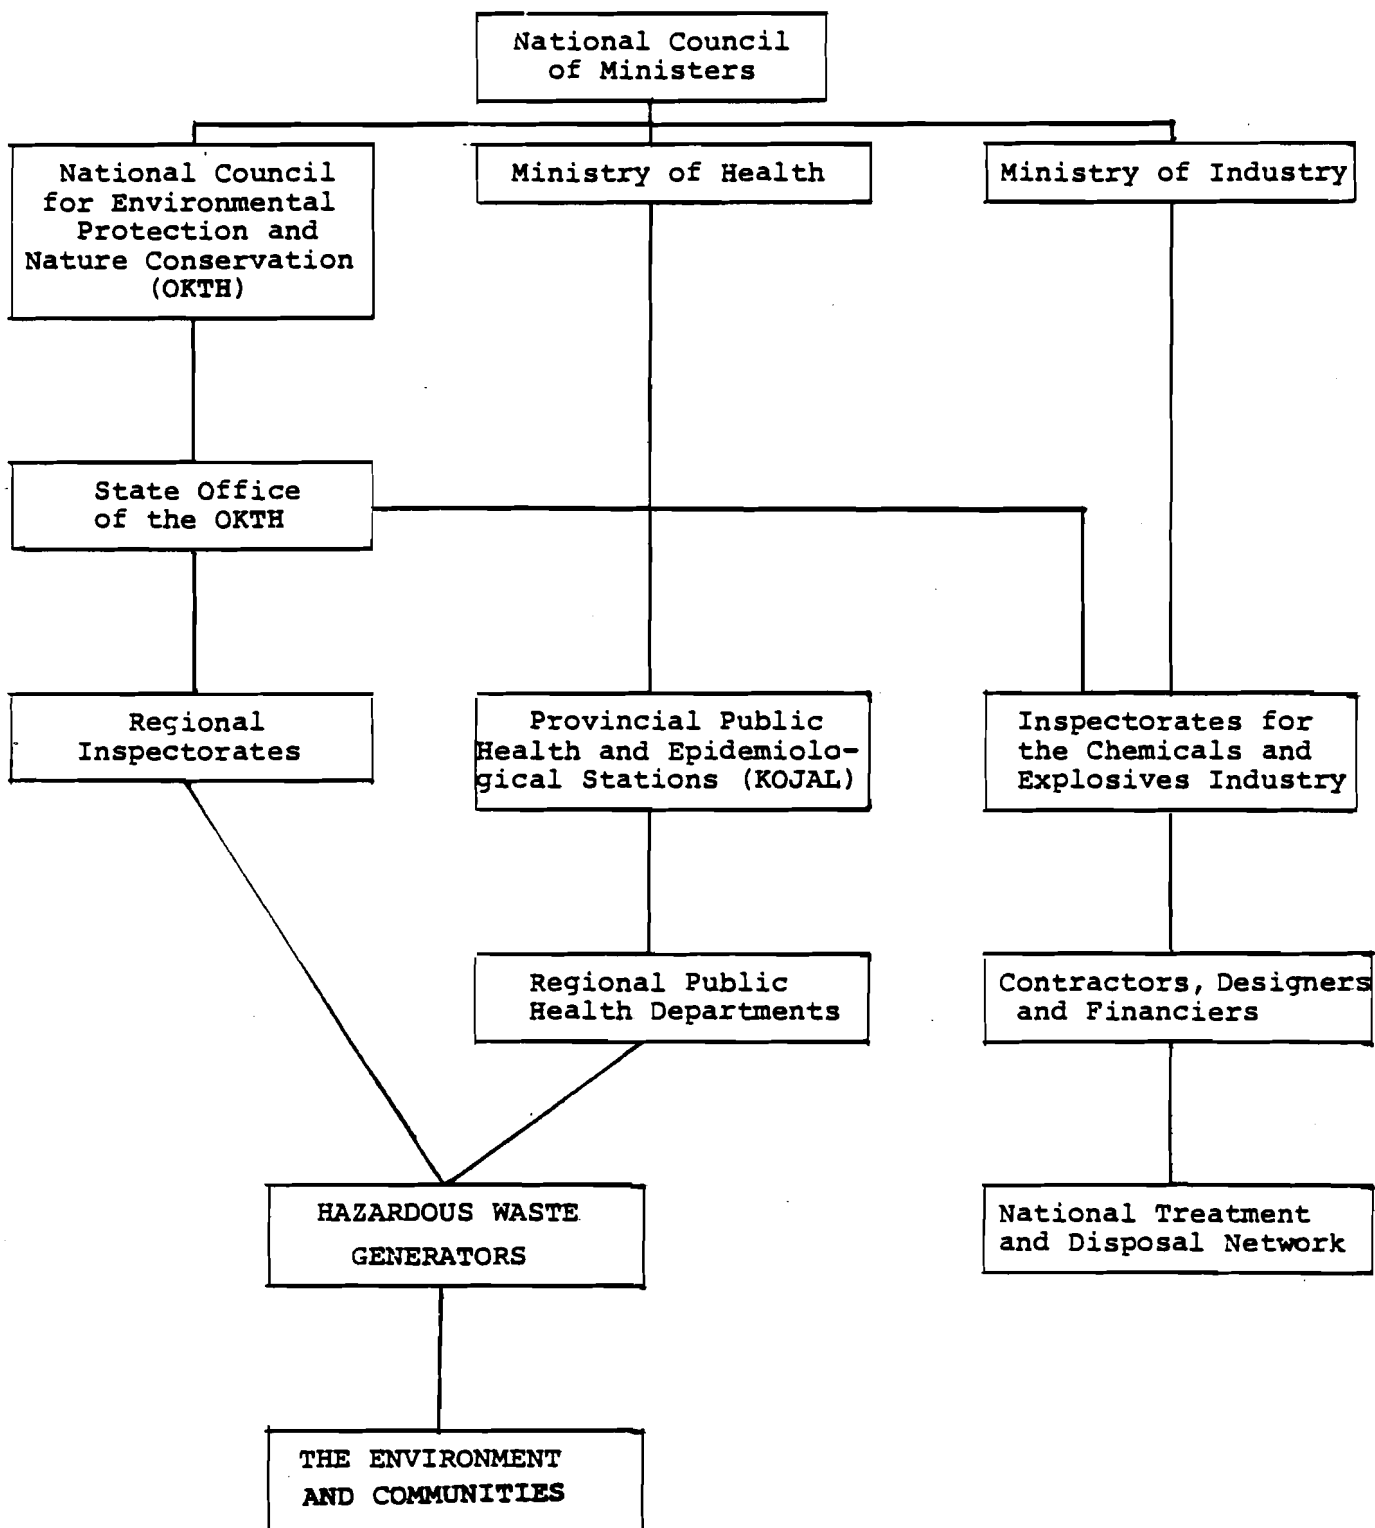 National Council
of Ministers
National Council
for Environmental
Protection and
Nature Conservation
(OKTH)
Ministry of Health
Ministry of Industry
State Office
of the OKTH
Regional
Inspectorates
Provincial Public
Health and Epidemiolo-
gical Stations (KOJAL)
Inspectorates for
the Chemicals and
Explosives Industry
Regional Public
Health Departments
Contractors, Designers
and Financiers
HAZARDOUS WASTE
GENERATORS
National Treatment
and Disposal Network
THE ENVIRONMENT
AND COMMUNITIES